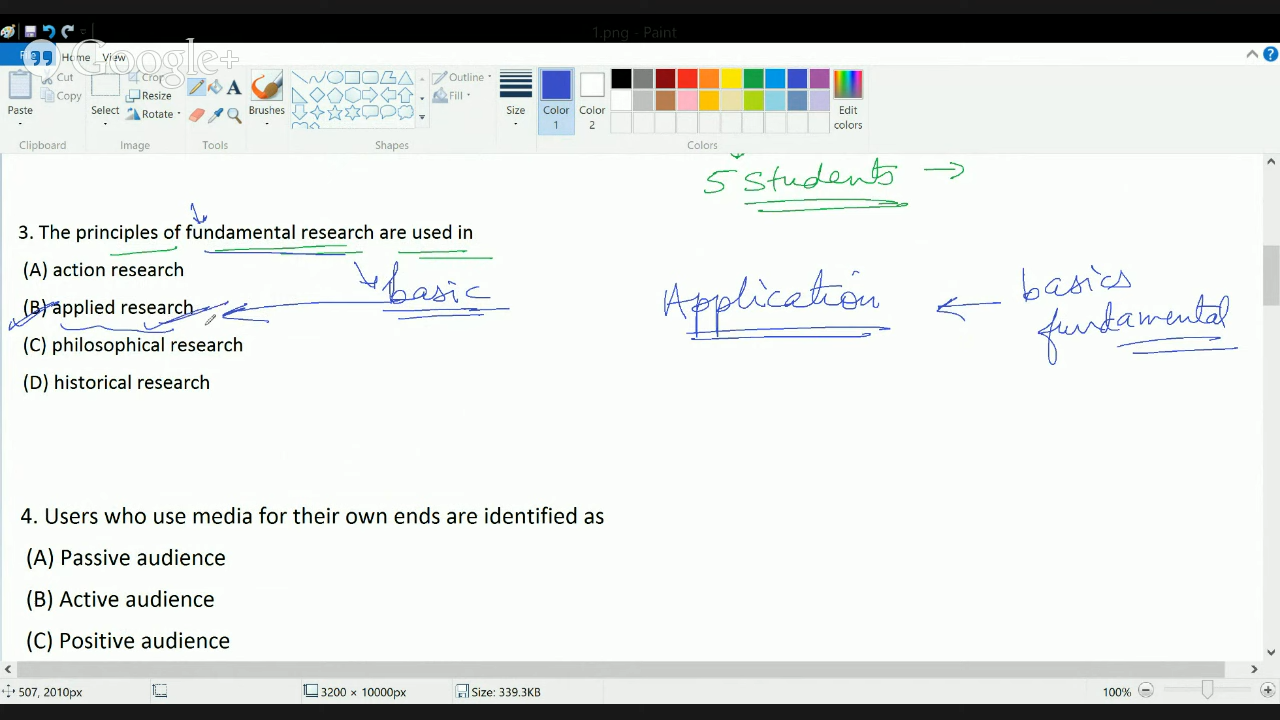 1.png - Paint
Google+
File Home View
Paste
Cut
Copy
Clipboard
Select
Crop
Resize
Rotate
Image
Tools
Brushes
Outline
Fill
Shapes
Size
Color 1
Color 2
Edit colors
Colors
5 Students →
3. The principles of fundamental research are used in
(A) action research
(B) applied research
(C) philosophical research
(D) historical research
basic
Application ← basics
fundamental
4. Users who use media for their own ends are identified as
(A) Passive audience
(B) Active audience
(C) Positive audience
507, 2010px
3200 × 10000px
Size: 339.3KB
100%